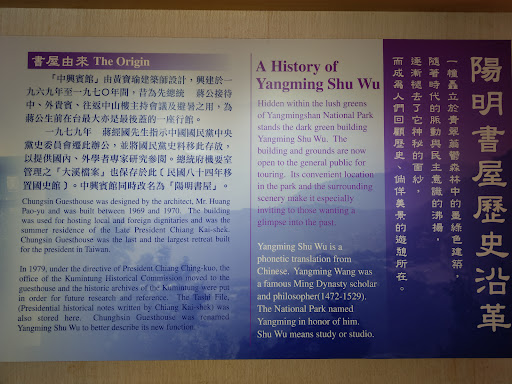 陽明書屋歷史沿革
一幢矗立於青翠蓊鬱森林中的墨綠色建築,
隨著時代的脈動與民主意識的沸揚,
逐漸褪去了它神秘的面紗,
而成為人們回顧歷史、徜徉美景的遊憩所在。
書屋由來 The Origin
「中興賓館」由黃寶瑜建築師設計,興建於一
九六九年至一九七〇年間,昔為先總統 蔣公接待
中、外貴賓、往返中山樓主持會議及避暑之用,為
蔣公生前在台最大亦是最後蓋的一座行館。
一九七九年 蔣經國先生指示中國國民黨中央
黨史委員會遷此辦公,並將國民黨史料移此存放,
以提供國內、外學者專家研究參閱。總統府機要室
管理之「大溪檔案」也保存於此(民國八十四年移
置國史館)。中興賓館同時改名為「陽明書屋」。
Chungsin Guesthouse was designed by the architect, Mr. Huang
Pao-yu and was built between 1969 and 1970. The building
was used for hosting local and foreign dignitaries and was the
summer residence of the Late President Chiang Kai-shek.
Chungsin Guesthouse was the last and the largest retreat built
for the president in Taiwan.
In 1979, under the directive of President Chiang Ching-kuo, the
office of the Kumintung Historical Commission moved to the
guesthouse and the historic archives of the Kumintung were put
in order for future research and reference. The Tashi File,
(Presidential historical notes written by Chiang Kai-shek) was
also stored here. Chunghsin Guesthouse was renamed
Yangming Shu Wu to better describe its new function.
A History of
Yangming Shu Wu
Hidden within the lush greens
of Yangmingshan National Park
stands the dark green building
Yangming Shu Wu. The
building and grounds are now
open to the general public for
touring. Its convenient location
in the park and the surrounding
scenery make it especially
inviting to those wanting a
glimpse into the past.
Yangming Shu Wu is a
phonetic translation from
Chinese. Yangming Wang was
a famous Ming Dynasty scholar
and philosopher(1472-1529).
The National Park named
Yangming in honor of him.
Shu Wu means study or studio.